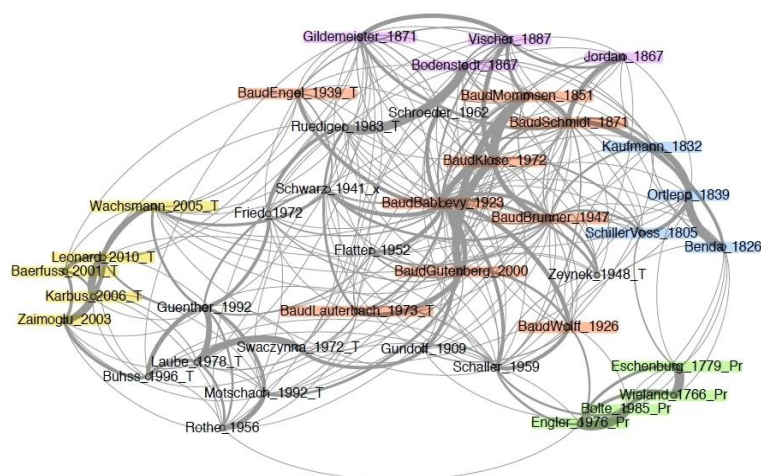 Gildemeister_1871
Vischer_1887
Bodenstedt_1867
Jordan_1867
BaudEngel_1939_T
BaudMommsen_1851
Schroeder_1962
BaudSchmidt_1871
Ruediger_1983_T
Kaufmann_1832
BaudKlose_1972
Schwarz_1941_x
Ortlepp_1839
Wachsmann_2005_T
BaudBabLevy_1923
Fried_1972
BaudBrunner_1947
SchillerVoss_1805
Benda_1826
Flatter_1952
Leonard_2010_T
Baerfuss_2001_T
BaudGutenberg_2000
Zeynek_1948_T
Karbus_2006_T
Guenther_1992
BaudLauterbach_1973_T
Zaimoglu_2003
BaudWolff_1926
Swaczynna_1972_T
Gundolf_1909
Laube_1978_T
Schaller_1959
Eschenburg_1779_Pr
Buhss_1996_T
Motschach_1992_T
Wieland_1766_Pr
Bolte_1985_Pr
Engler_1976_Pr
Rothe_1956